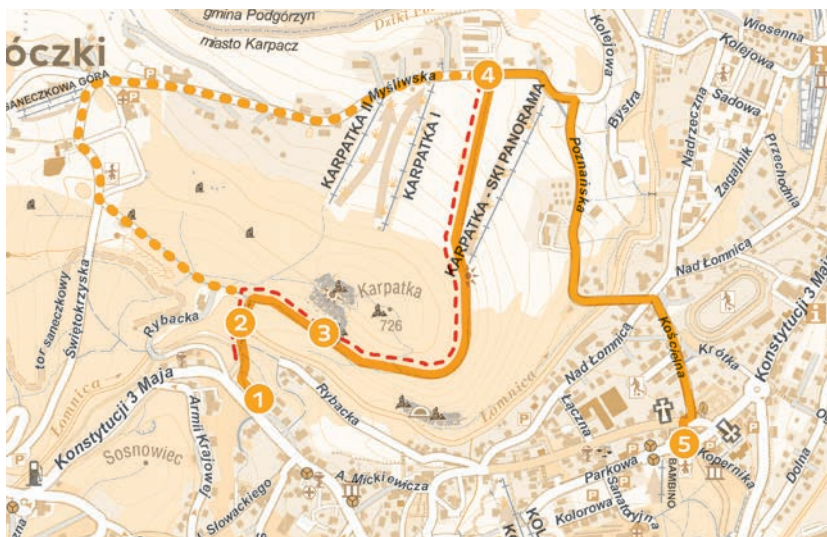 gmina Podgórzyn
miasto Karpacz
óczki
SANECZKOWA GÓRA
P
Myśliwska
4
KARPATKA II
KARPATKA I
KARPATKA - SKI PANORAMA
Kolejowa
Bystra
Wiosenna
Kolejowa
Sadowa
Nadrzeczna
Zagajnik
Przechodnia
Poznańska
Nad Łomnicą
tor saneczkowy
Świętokrzyska
Rybacka
2
3
Karpatka
726
1
Łomnica
Konstytucji 3 Maja
Armii Krajowej
Sosnowiec
Rybacka
Łomnica
Nad Łomnicą
Łączna
Kościelna
Krótka
Konstytucji 3 Maja
5
Kopernika
BAMBINO
Parkowa
Kolorowa
Sanatoryjna
Dolna
A. Mickiewicza
J. Słowackiego
KOL
zna
P